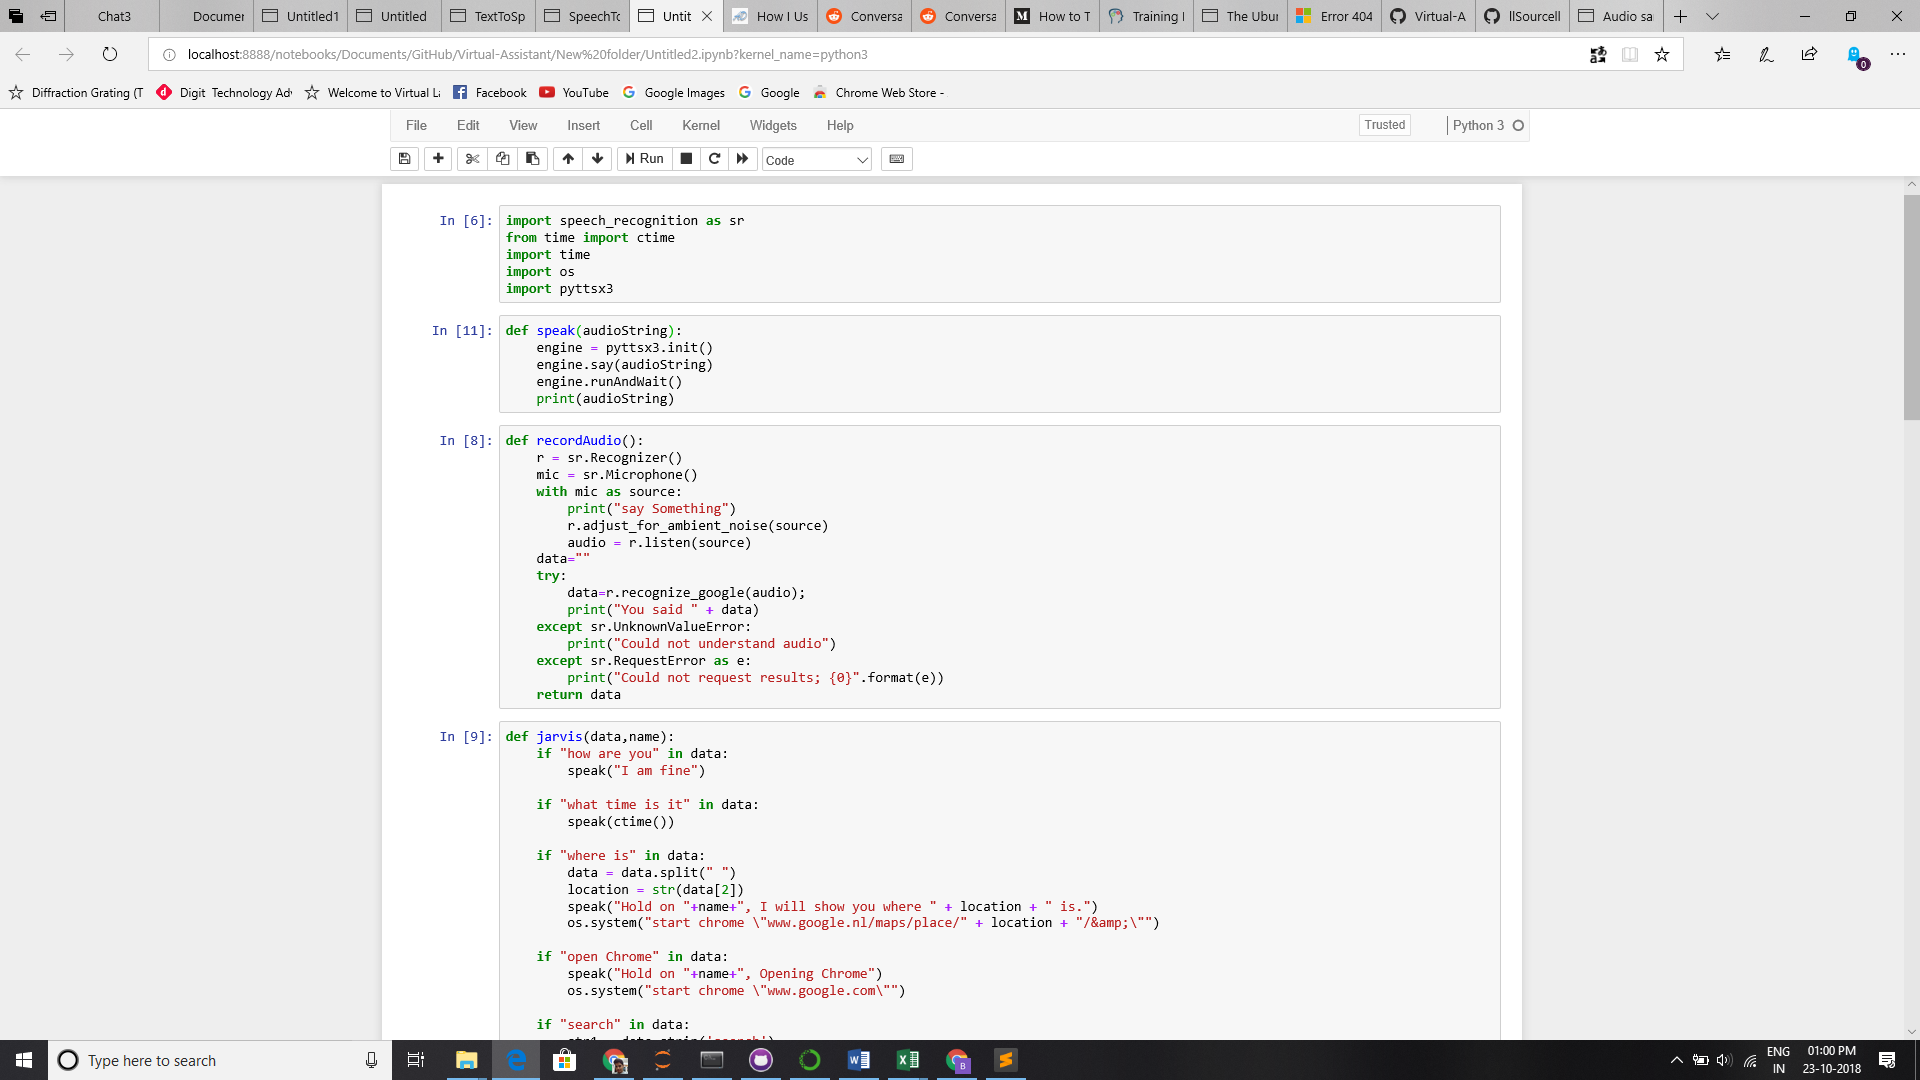 Chat3
Documer
Untitled1
Untitled
TextToSp
SpeechTo
Untit
How I Us
Conversa
Conversa
How to T
Training I
The Ubur
Error 404
Virtual-A
llSourcell
Audio sa
localhost:8888/notebooks/Documents/GitHub/Virtual-Assistant/New%20folder/Untitled2.ipynb?kernel_name=python3
0
Diffraction Grating (T
Digit Technology Adv
Welcome to Virtual La
Facebook
YouTube
Google Images
Google
Chrome Web Store -
File Edit View Insert Cell Kernel Widgets Help
Trusted
Python 3
Run
Code
In [6]:
import speech_recognition as sr
from time import ctime
import time
import os
import pyttsx3
In [11]:
def speak(audioString):
    engine = pyttsx3.init()
    engine.say(audioString)
    engine.runAndWait()
    print(audioString)
In [8]:
def recordAudio():
    r = sr.Recognizer()
    mic = sr.Microphone()
    with mic as source:
        print("say Something")
        r.adjust_for_ambient_noise(source)
        audio = r.listen(source)
    data=""
    try:
        data=r.recognize_google(audio);
        print("You said " + data)
    except sr.UnknownValueError:
        print("Could not understand audio")
    except sr.RequestError as e:
        print("Could not request results; {0}".format(e))
    return data
In [9]:
def jarvis(data,name):
    if "how are you" in data:
        speak("I am fine")
    if "what time is it" in data:
        speak(ctime())
    if "where is" in data:
        data = data.split(" ")
        location = str(data[2])
        speak("Hold on "+name+", I will show you where " + location + " is.")
        os.system("start chrome \"www.google.nl/maps/place/" + location + "/&amp;\"")
    if "open Chrome" in data:
        speak("Hold on "+name+", Opening Chrome")
        os.system("start chrome \"www.google.com\"")
    if "search" in data:
Type here to search
ENG
IN
01:00 PM
23-10-2018